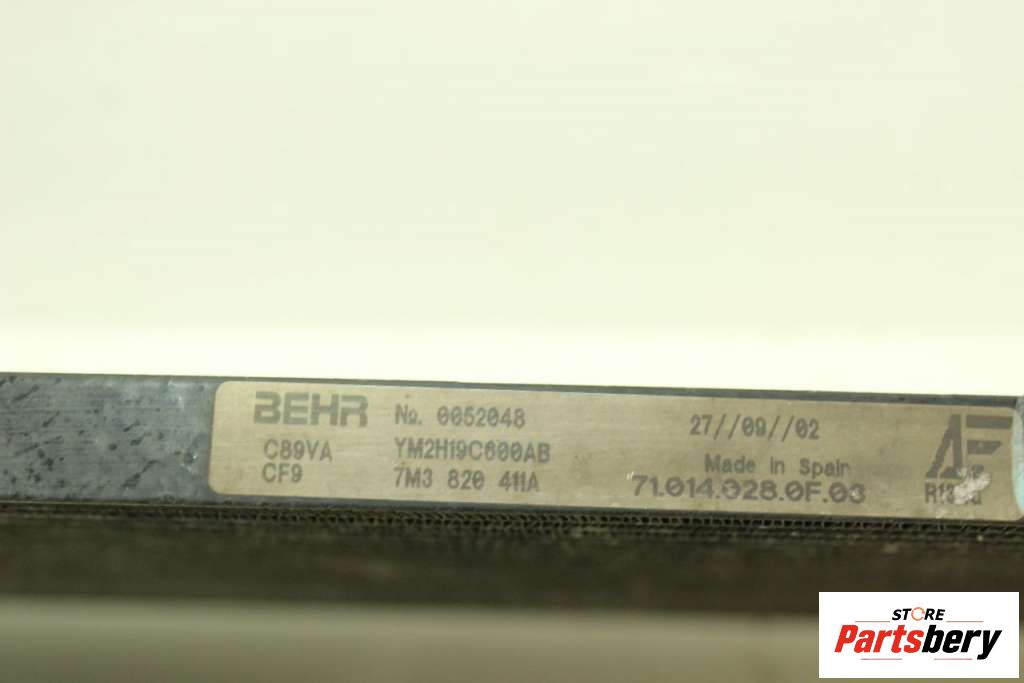 BEHR No. 0052048 27//09//02
C89VA YM2H19C600AB Made in Spain
CF9 7M3 820 411A 71.014.028.0F.03
STORE
Partsbery